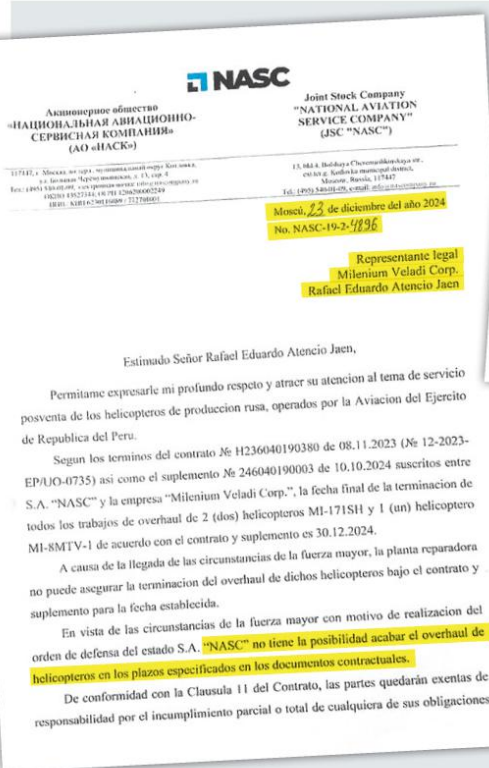 NASC
Акционерное общество
«НАЦИОНАЛЬНАЯ АВИАЦИОННО-
СЕРВИСНАЯ КОМПАНИЯ»
(АО «НАСК»)
Joint Stock Company
"NATIONAL AVIATION
SERVICE COMPANY"
(JSC "NASC")
117447, г. Москва,
Moscow, Russia, 117447
Moscú, 23 de diciembre del año 2024
No. NASC-19-2-4896
Representante legal
Milenium Veladi Corp.
Rafael Eduardo Atencio Jaen
Estimado Señor Rafael Eduardo Atencio Jaen,
Permitame expresarle mi profundo respeto y atraer su atencion al tema de servicio
posventa de los helicopteros de produccion rusa, operados por la Aviacion del Ejercito
de Republica del Peru.
Segun los terminos del contrato № H236040190380 de 08.11.2023 (№ 12-2023-
EP/UO-0735) asi como el suplemento № 246040190003 de 10.10.2024 suscritos entre
S.A. "NASC" y la empresa "Milenium Veladi Corp.", la fecha final de la terminacion de
todos los trabajos de overhaul de 2 (dos) helicopteros MI-171SH y 1 (un) helicoptero
MI-8MTV-1 de acuerdo con el contrato y suplemento es 30.12.2024.
A causa de la llegada de las circunstancias de la fuerza mayor, la planta reparadora
no puede asegurar la terminacion del overhaul de dichos helicopteros bajo el contrato y
suplemento para la fecha establecida.
En vista de las circunstancias de la fuerza mayor con motivo de realizacion del
orden de defensa del estado S.A. "NASC" no tiene la posibilidad acabar el overhaul de
helicopteros en los plazos especificados en los documentos contractuales.
De conformidad con la Clausula 11 del Contrato, las partes quedarán exentas de
responsabilidad por el incumplimiento parcial o total de cualquiera de sus obligaciones